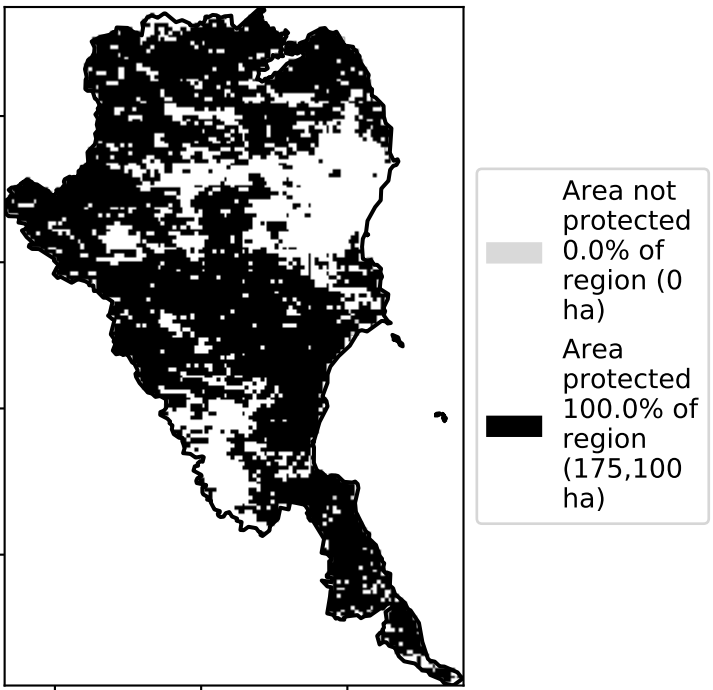 Area not
protected
0.0% of
region (0
ha)
Area
protected
100.0% of
region
(175,100
ha)